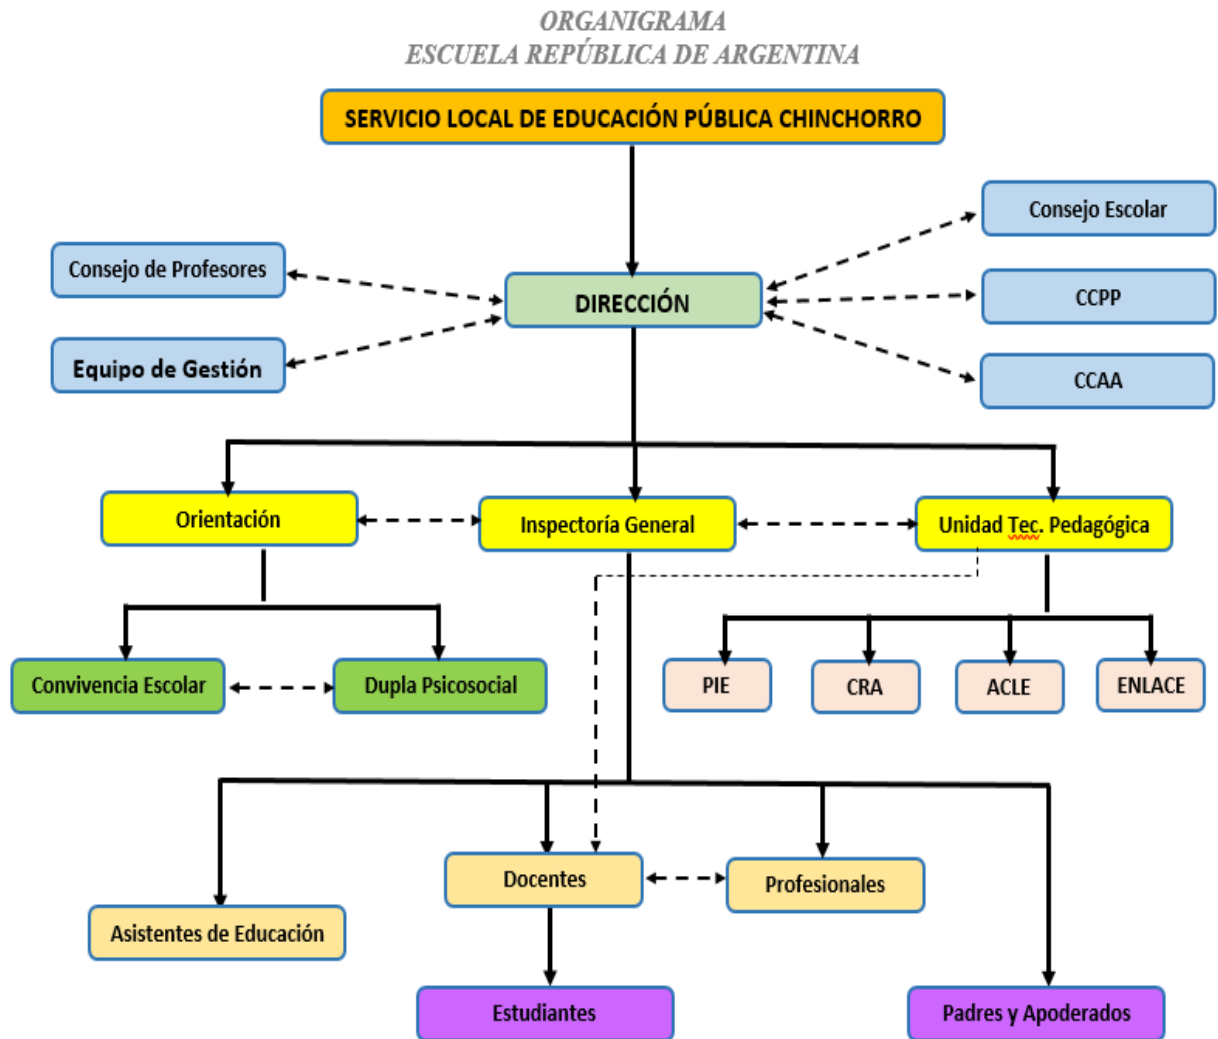 ORGANIGRAMA
ESCUELA REPÚBLICA DE ARGENTINA
SERVICIO LOCAL DE EDUCACIÓN PÚBLICA CHINCHORRO
Consejo Escolar
Consejo de Profesores
DIRECCIÓN
CCPP
Equipo de Gestión
CCAA
Orientación
Inspectoría General
Unidad Tec. Pedagógica
Convivencia Escolar
Dupla Psicosocial
PIE
CRA
ACLE
ENLACE
Docentes
Profesionales
Asistentes de Educación
Estudiantes
Padres y Apoderados